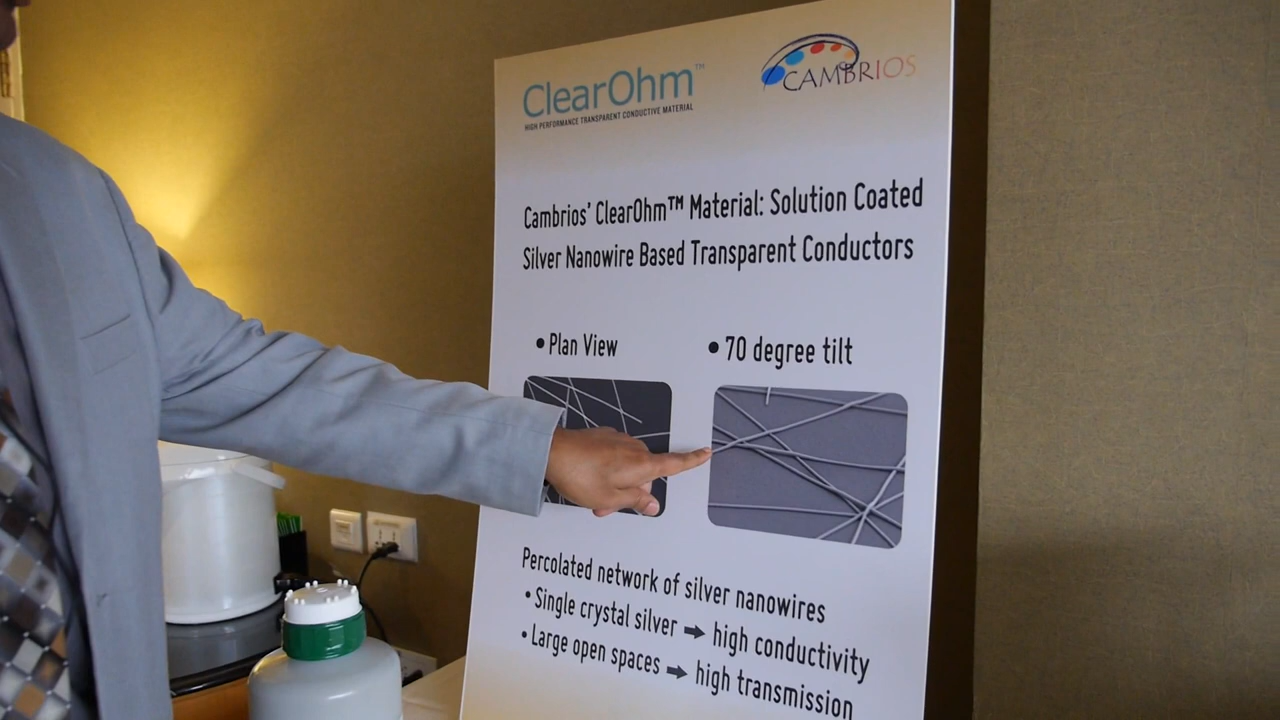 ClearOhm™
HIGH PERFORMANCE TRANSPARENT CONDUCTIVE MATERIAL
CAMBRIOS
Cambrios' ClearOhm™ Material: Solution Coated
Silver Nanowire Based Transparent Conductors
• Plan View
• 70 degree tilt
Percolated network of silver nanowires
• Single crystal silver ➡ high conductivity
• Large open spaces ➡ high transmission